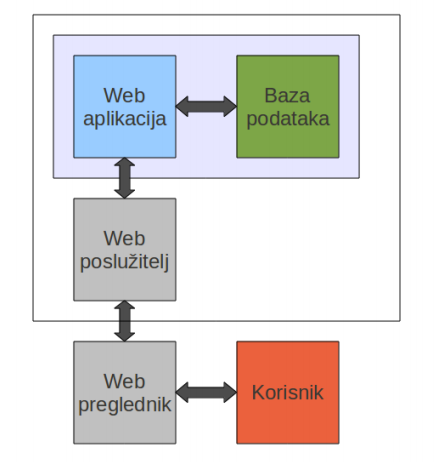 Web
aplikacija
Baza
podataka
Web
poslužitelj
Web
preglednik
Korisnik